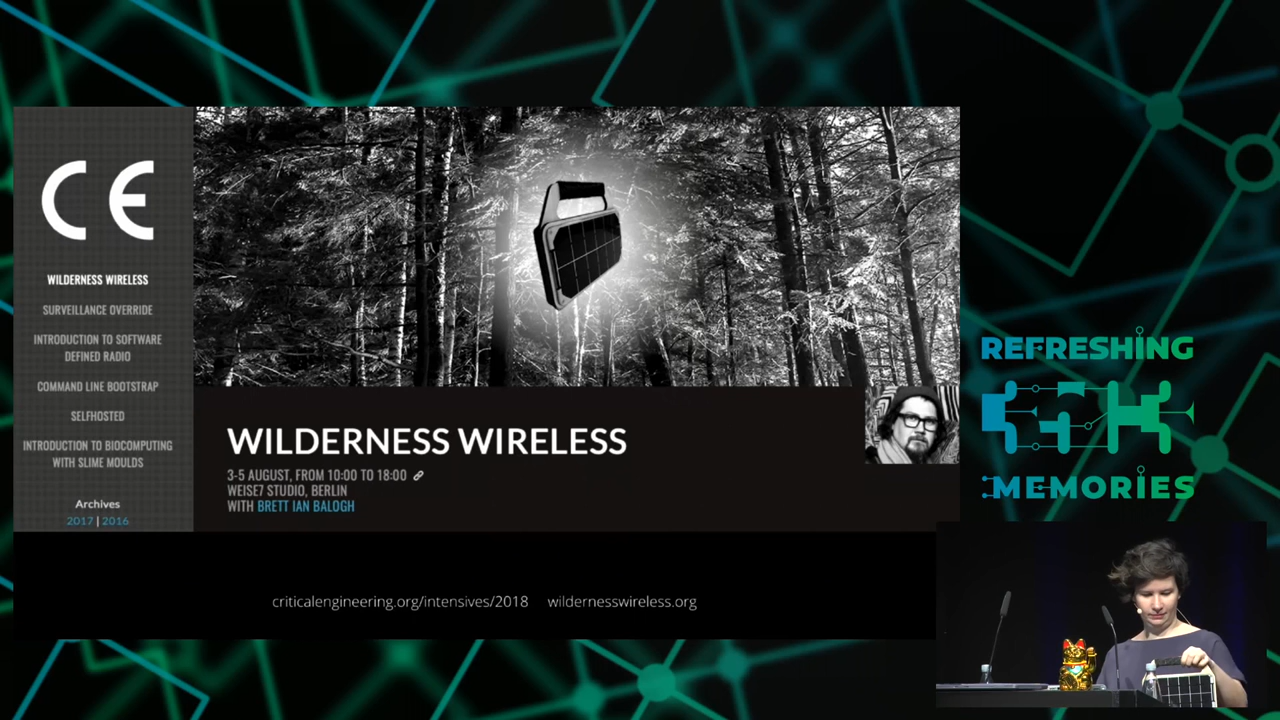 CE
WILDERNESS WIRELESS
SURVEILLANCE OVERRIDE
INTRODUCTION TO SOFTWARE
DEFINED RADIO
COMMAND LINE BOOTSTRAP
SELFHOSTED
INTRODUCTION TO BIOCOMPUTING
WITH SLIME MOULDS
Archives
2017 | 2016
WILDERNESS WIRELESS
3-5 AUGUST, FROM 10:00 TO 18:00
WEISE7 STUDIO, BERLIN
WITH BRETT IAN BALOGH
criticalengineering.org/intensives/2018 wildernesswireless.org
REFRESHING
35C3
MEMORIES